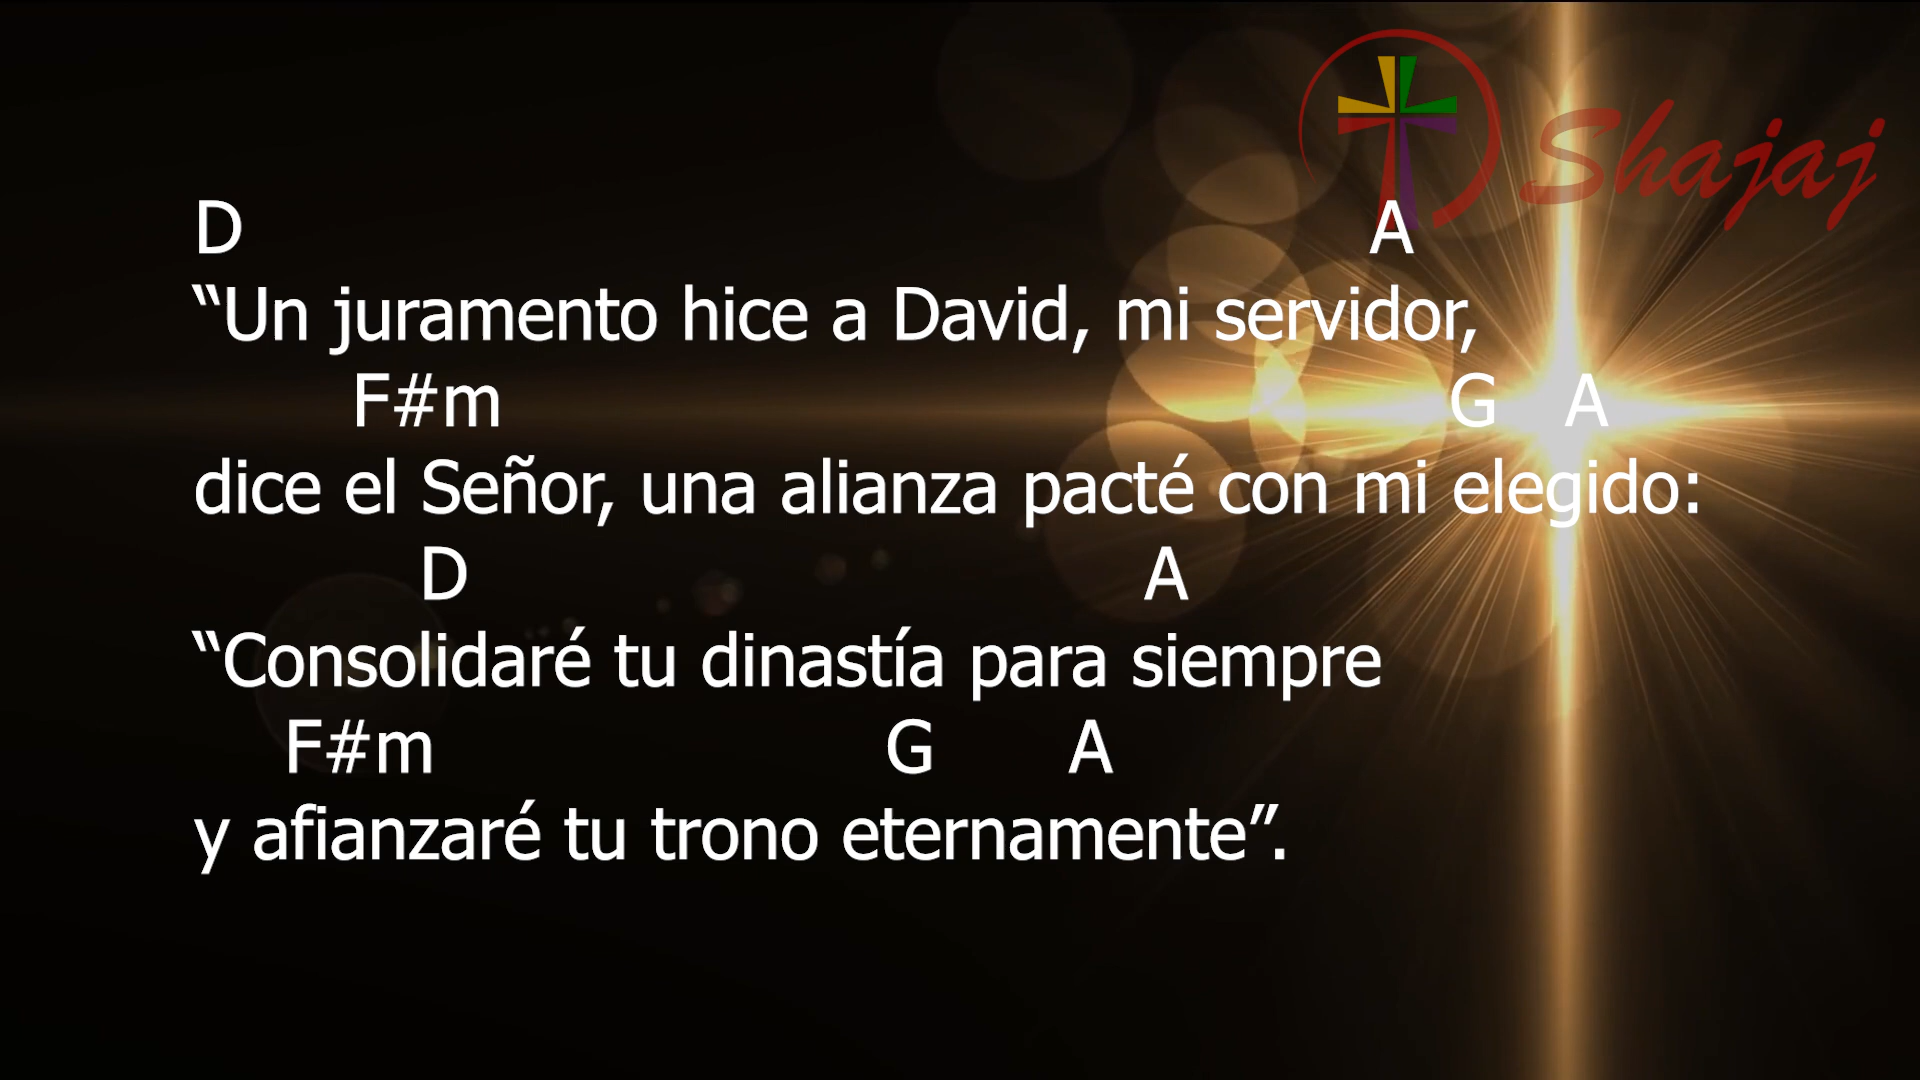 Shajaj
D A
“Un juramento hice a David, mi servidor,
F#m G A
dice el Señor, una alianza pacté con mi elegido:
D A
“Consolidaré tu dinastía para siempre
F#m G A
y afianzaré tu trono eternamente”.